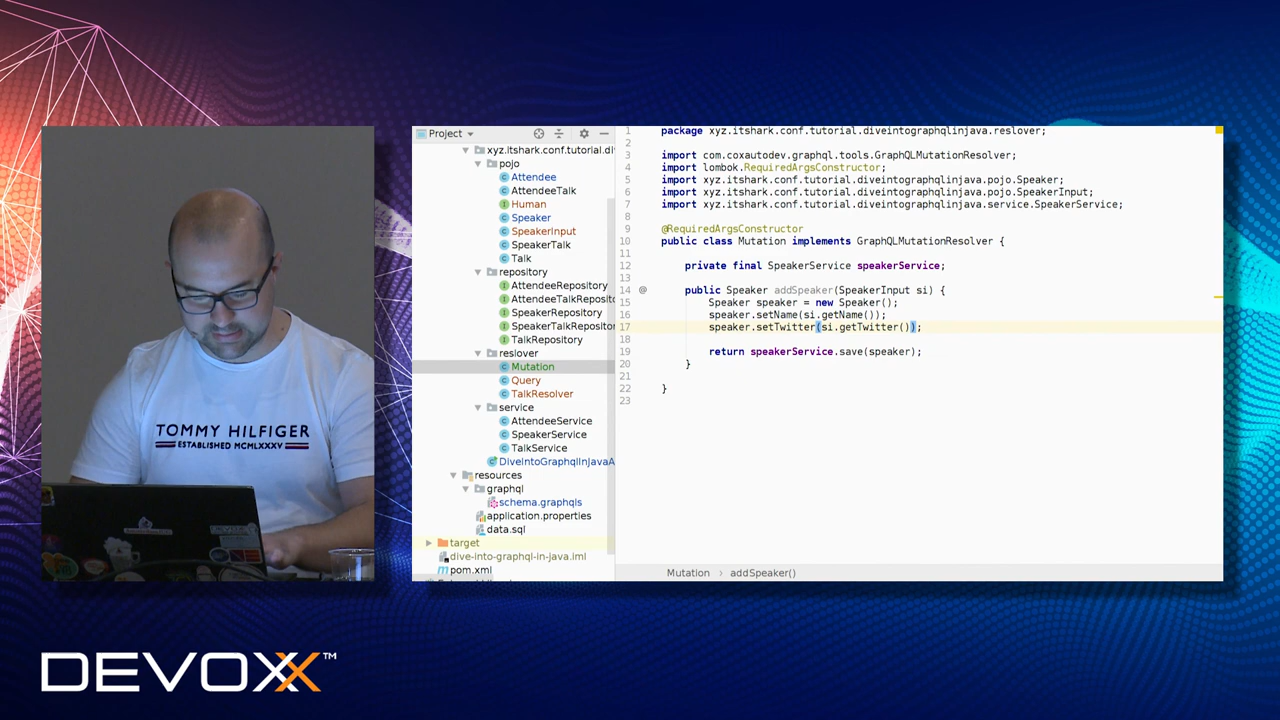 TOMMY HILFIGER
ESTABLISHED MCMLXXXV
DEVOXX™
Project
xyz.itshark.conf.tutorial.di
pojo
Attendee
AttendeeTalk
Human
Speaker
SpeakerInput
SpeakerTalk
Talk
repository
AttendeeRepository
AttendeeTalkReposito
SpeakerRepository
SpeakerTalkRepositor
TalkRepository
reslover
Mutation
Query
TalkResolver
service
AttendeeService
SpeakerService
TalkService
DiveintoGraphqlInJavaA
resources
graphql
schema.graphqls
application.properties
data.sql
target
dive-into-graphql-in-java.iml
pom.xml
1 package xyz.itshark.conf.tutorial.diveintographqlinjava.reslover;
2
3 import com.coxautodev.graphql.tools.GraphQLMutationResolver;
4 import lombok.RequiredArgsConstructor;
5 import xyz.itshark.conf.tutorial.diveintographqlinjava.pojo.Speaker;
6 import xyz.itshark.conf.tutorial.diveintographqlinjava.pojo.SpeakerInput;
7 import xyz.itshark.conf.tutorial.diveintographqlinjava.service.SpeakerService;
8
9 @RequiredArgsConstructor
10 public class Mutation implements GraphQLMutationResolver {
11
12 private final SpeakerService speakerService;
13
14 @ public Speaker addSpeaker(SpeakerInput si) {
15 Speaker speaker = new Speaker();
16 speaker.setName(si.getName());
17 speaker.setTwitter(si.getTwitter());
18
19 return speakerService.save(speaker);
20 }
21
22 }
23
Mutation › addSpeaker()